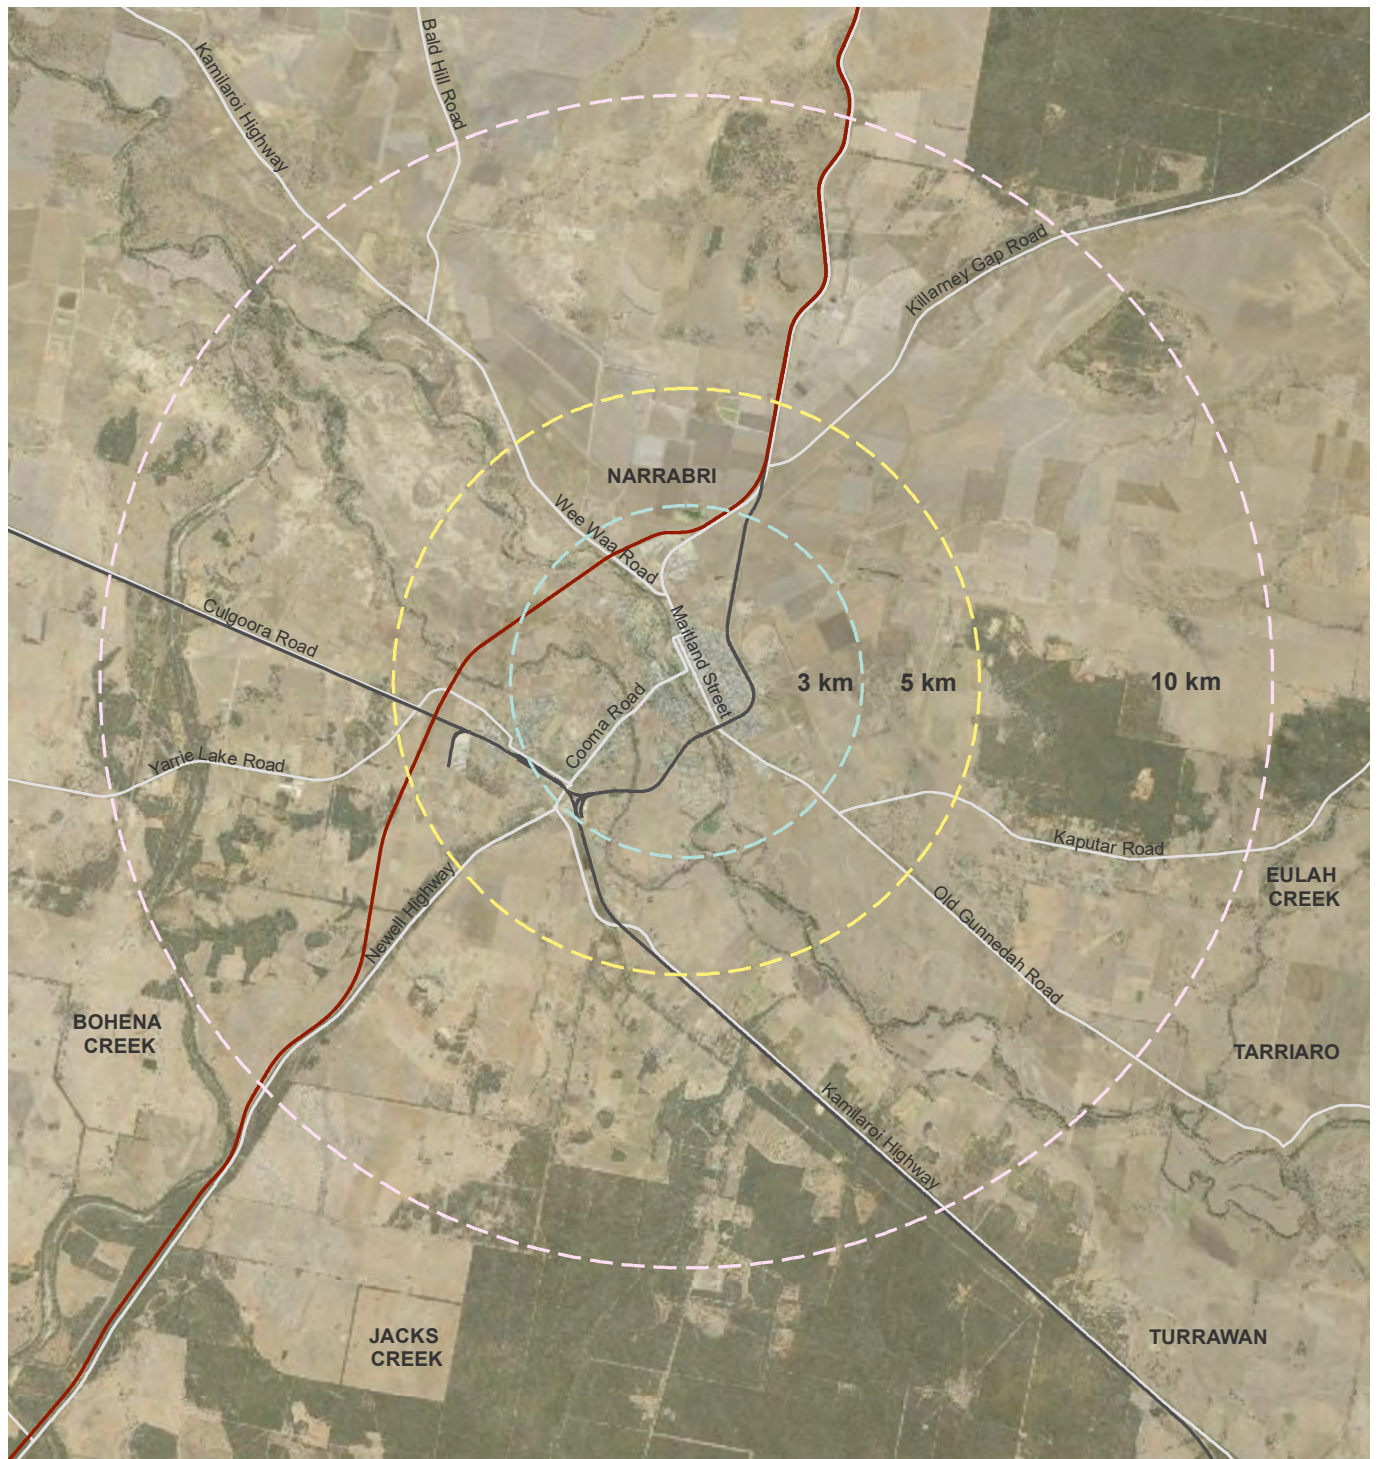 Bald Hill Road
Kamilaroi Highway
Killarney Gap Road
NARRABRI
Wee Waa Road
Culgoora Road
Maitland Street
3 km
5 km
10 km
Cooma Road
Yarrie Lake Road
Kaputar Road
EULAH
CREEK
Newell Highway
Old Gunnedah Road
BOHENA
CREEK
TARRIARO
Kamilaroi Highway
JACKS
CREEK
TURRAWAN